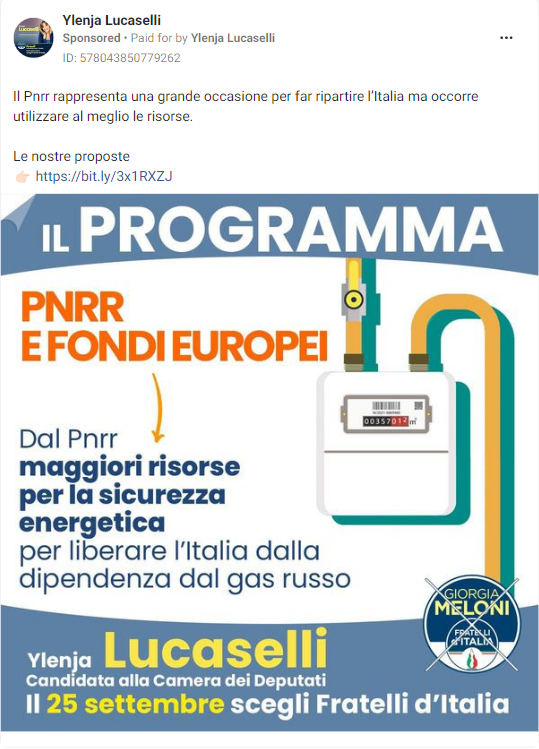 Ylenja Lucaselli
Sponsored • Paid for by Ylenja Lucaselli
ID: 578043850779262
Il Pnrr rappresenta una grande occasione per far ripartire l'Italia ma occorre
utilizzare al meglio le risorse.
Le nostre proposte
👉🏻 https://bit.ly/3x1RXZJ
IL PROGRAMMA
PNRR
E FONDI EUROPEI
Dal Pnrr
maggiori risorse
per la sicurezza
energetica
per liberare l'Italia dalla
dipendenza dal gas russo
00357012 m³
GIORGIA
MELONI
FRATELLI
d'ITALIA
Ylenja Lucaselli
Candidata alla Camera dei Deputati
Il 25 settembre scegli Fratelli d'Italia